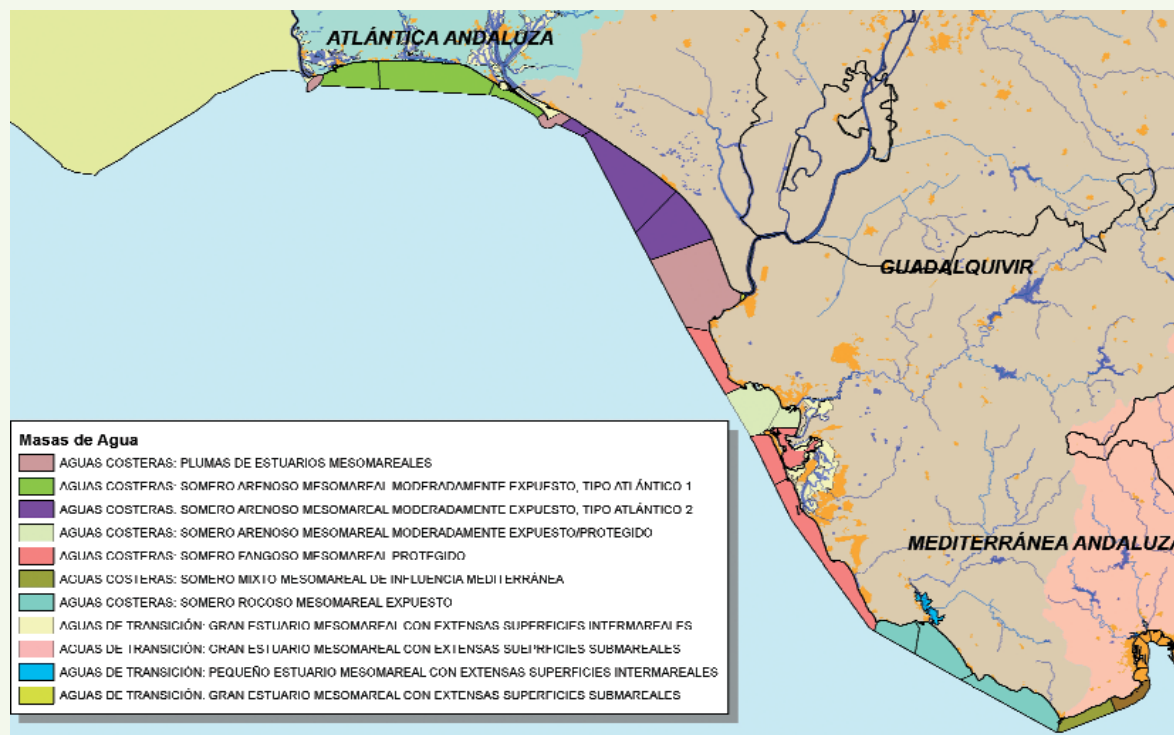 ATLÁNTICA ANDALUZA
GUADALQUIVIR
MEDITERRÁNEA ANDALUZA
Masas de Agua
AGUAS COSTERAS: PLUMAS DE ESTUARIOS MESOMAREALES
AGUAS COSTERAS: SOMERO ARENOSO MESOMAREAL MODERADAMENTE EXPUESTO, TIPO ATLÁNTICO 1
AGUAS COSTERAS: SOMERO ARENOSO MESOMAREAL MODERADAMENTE EXPUESTO, TIPO ATLÁNTICO 2
AGUAS COSTERAS: SOMERO ARENOSO MESOMAREAL MODERADAMENTE EXPUESTO/PROTEGIDO
AGUAS COSTERAS: SOMERO FANGOSO MESOMAREAL PROTEGIDO
AGUAS COSTERAS: SOMERO MIXTO MESOMAREAL DE INFLUENCIA MEDITERRÁNEA
AGUAS COSTERAS: SOMERO ROCOSO MESOMAREAL EXPUESTO
AGUAS DE TRANSICIÓN: GRAN ESTUARIO MESOMAREAL CON EXTENSAS SUPERFICIES INTERMAREALES
AGUAS DE TRANSICIÓN: GRAN ESTUARIO MESOMAREAL CON EXTENSAS SUEPRFICIES SUBMAREALES
AGUAS DE TRANSICIÓN: PEQUEÑO ESTUARIO MESOMAREAL CON EXTENSAS SUPERFICIES INTERMAREALES
AGUAS DE TRANSICIÓN: GRAN ESTUARIO MESOMAREAL CON EXTENSAS SUPERFICIES SUBMAREALES